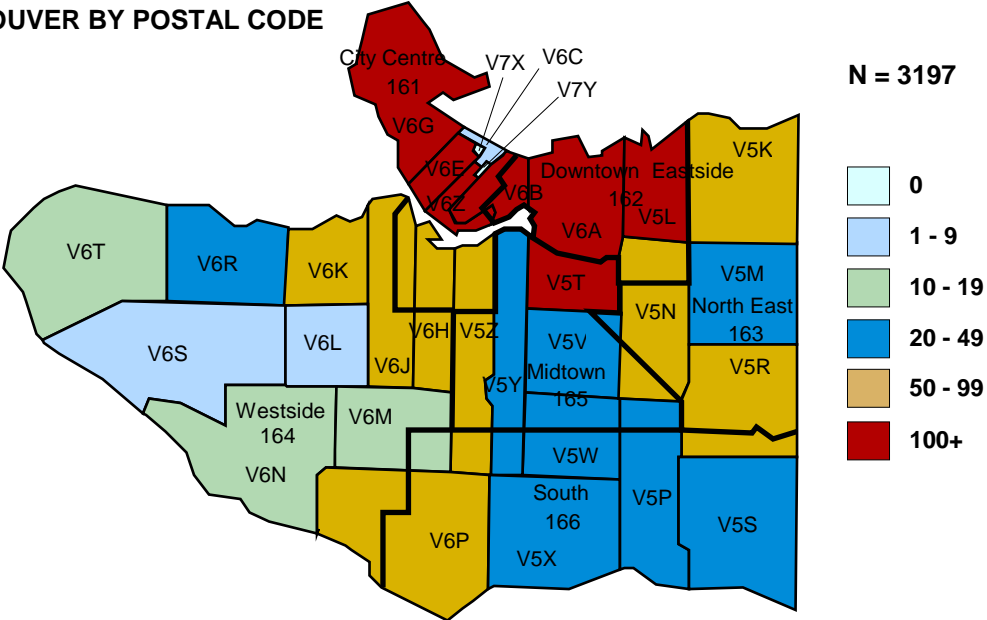 OUVER BY POSTAL CODE
City Centre
161
V7X
V6C
V7Y
N = 3197
V6G
V6E
V6Z
V6B
Downtown Eastside
162
V6A
V5L
V5K
0
1 - 9
10 - 19
20 - 49
50 - 99
100+
V6T
V6R
V6K
V5T
V5M
North East
163
V5N
V6S
V6L
V6J
V6H
V5Z
V5Y
V5V
Midtown
165
V5R
Westside
164
V6M
V6N
V5W
South
166
V5P
V5S
V6P
V5X